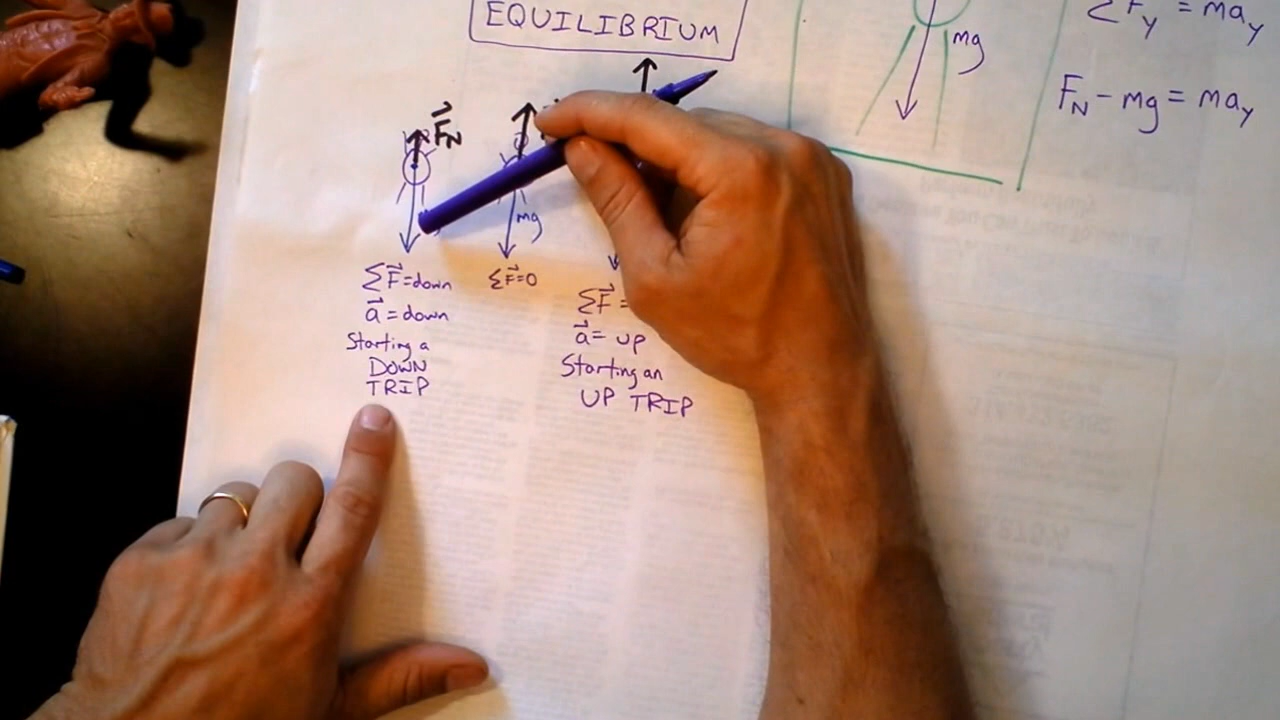 EQUILIBRIUM
F⃗N
mg
ΣF⃗=down
a⃗=down
Starting a
DOWN
TRIP
ΣF⃗=0
ΣF⃗=
a⃗=up
Starting an
UP TRIP
mg
ΣFy = may
FN-mg=may